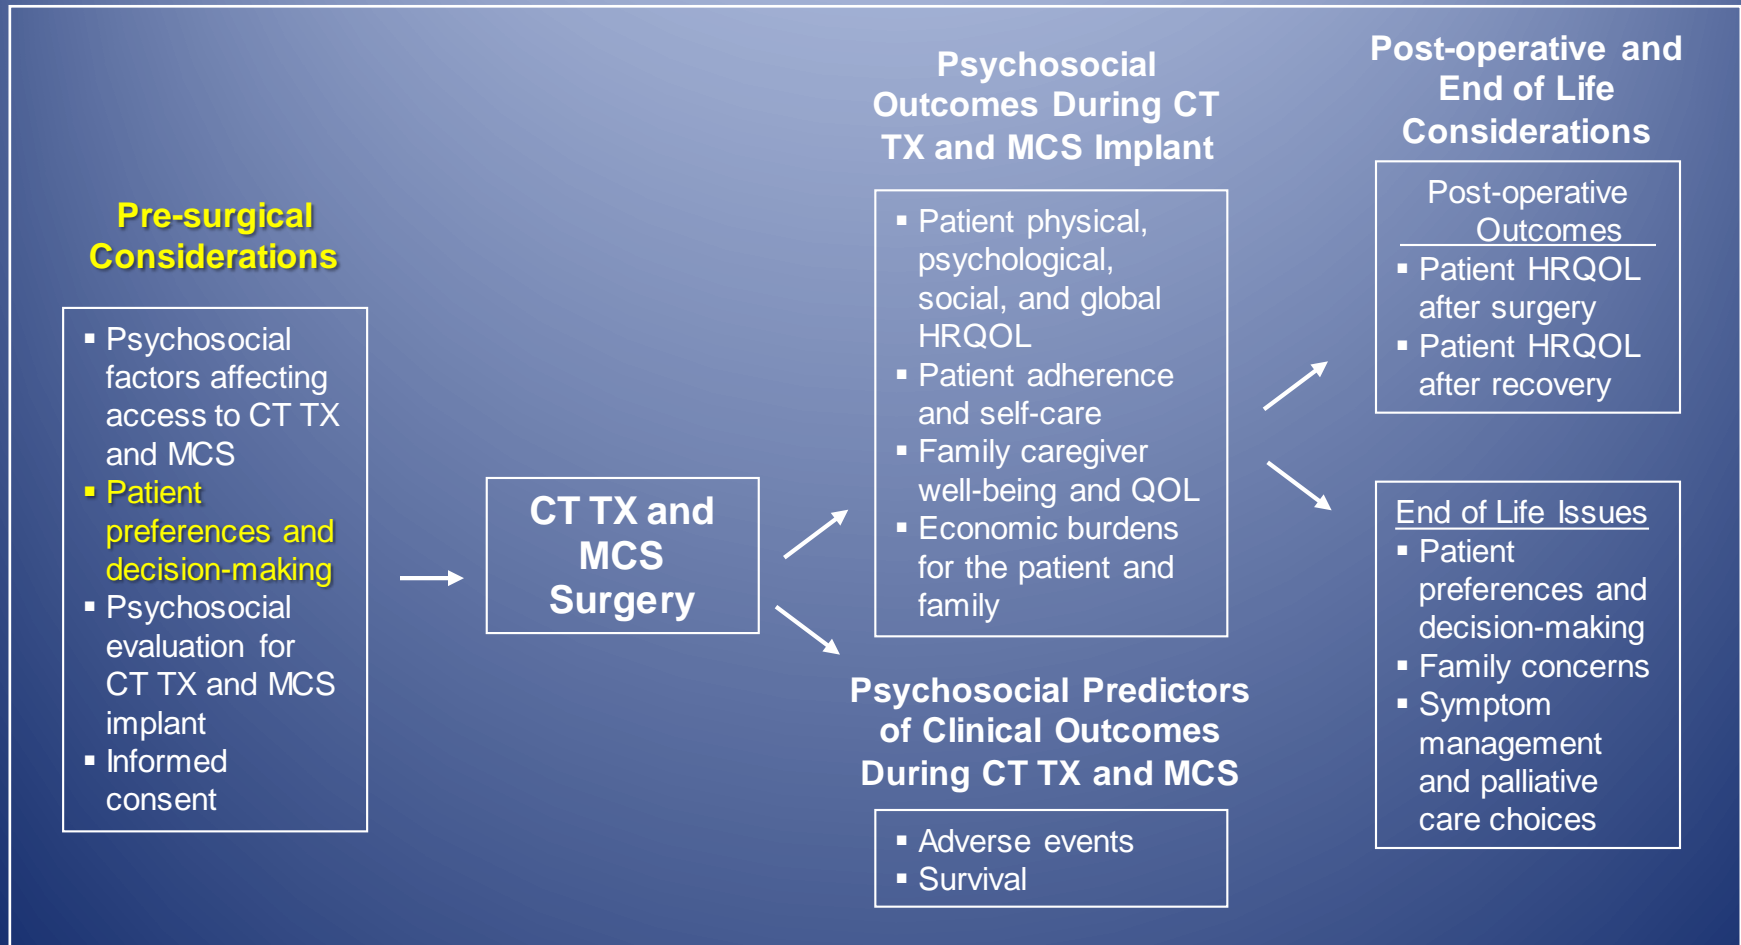 Pre-surgical
Considerations
▪ Psychosocial
factors affecting
access to CT TX
and MCS
▪ Patient
preferences and
decision-making
▪ Psychosocial
evaluation for
CT TX and MCS
implant
▪ Informed
consent
CT TX and
MCS
Surgery
Psychosocial
Outcomes During CT
TX and MCS Implant
▪ Patient physical,
psychological,
social, and global
HRQOL
▪ Patient adherence
and self-care
▪ Family caregiver
well-being and QOL
▪ Economic burdens
for the patient and
family
Psychosocial Predictors
of Clinical Outcomes
During CT TX and MCS
▪ Adverse events
▪ Survival
Post-operative and
End of Life
Considerations
Post-operative
Outcomes
▪ Patient HRQOL
after surgery
▪ Patient HRQOL
after recovery
End of Life Issues
▪ Patient
preferences and
decision-making
▪ Family concerns
▪ Symptom
management
and palliative
care choices